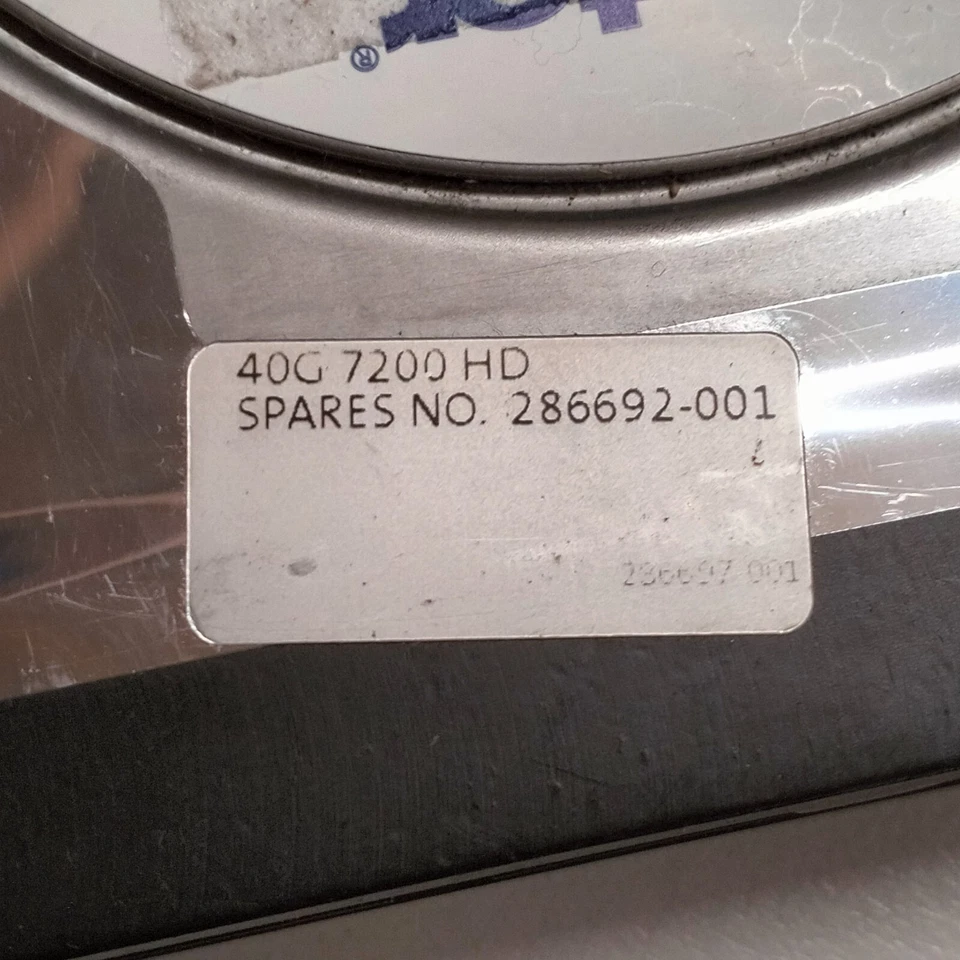 ®
40G 7200 HD
SPARES NO. 286692-001